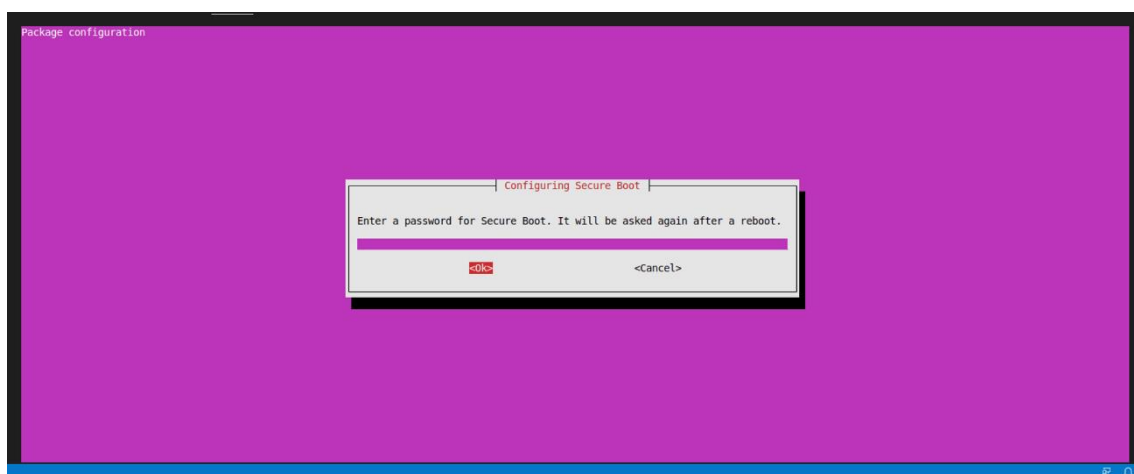 Package configuration
Configuring Secure Boot
Enter a password for Secure Boot. It will be asked again after a reboot.
<Ok> <Cancel>